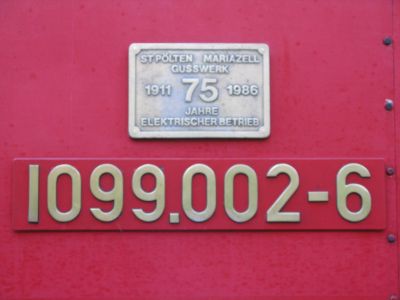 ST PÖLTEN MARIAZELL
GUSSWERK
1911 75 1986
JAHRE
ELEKTRISCHER BETRIEB
1099.002-6